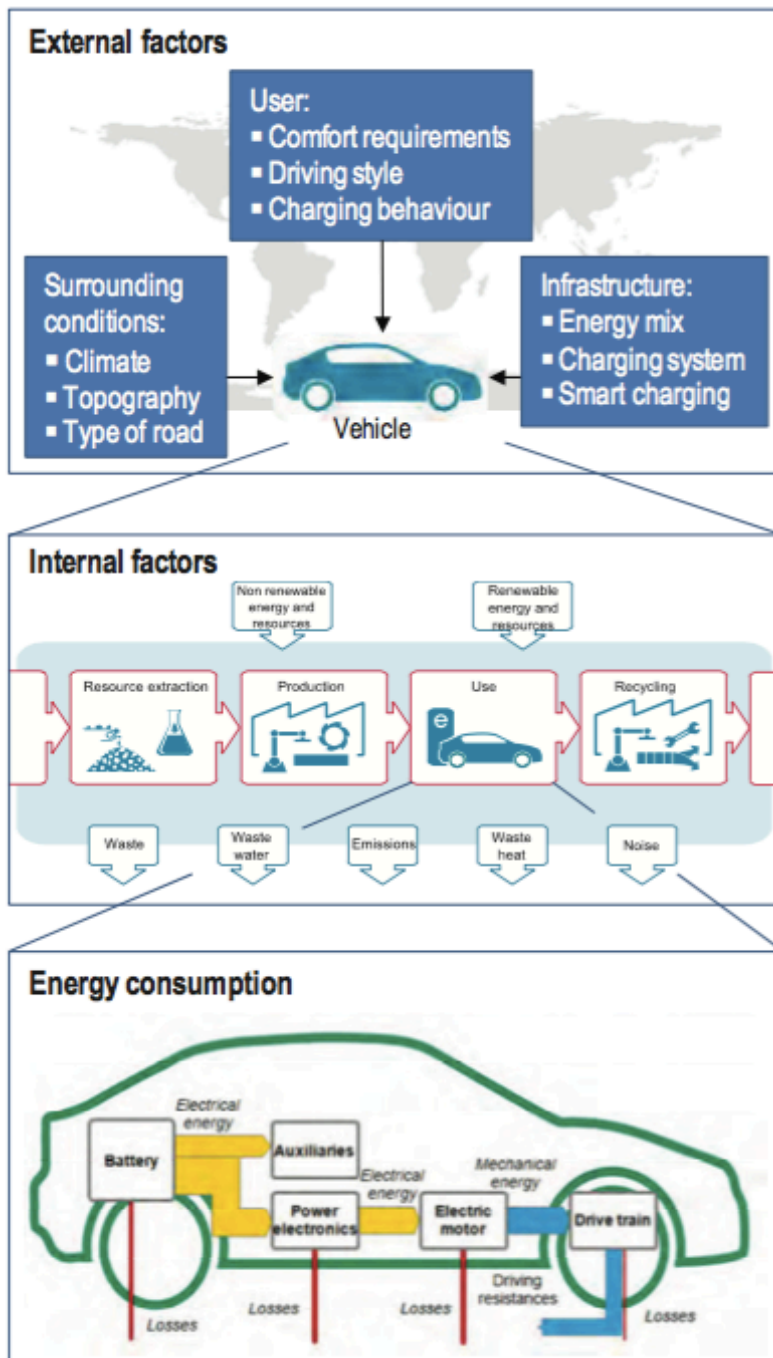 External factors
User:
▪ Comfort requirements
▪ Driving style
▪ Charging behaviour
Surrounding
conditions:
▪ Climate
▪ Topography
▪ Type of road
Infrastructure:
▪ Energy mix
▪ Charging system
▪ Smart charging
Vehicle
Internal factors
Non renewable
energy and
resources
Renewable
energy and
resources
Resource extraction
Production
Use
Recycling
e
Waste
Waste
water
Emissions
Waste
heat
Noise
Energy consumption
Electrical
energy
Battery
Auxiliaries
Electrical
energy
Mechanical
energy
Power
electronics
Electric
motor
Drive train
Driving
resistances
Losses
Losses
Losses
Losses